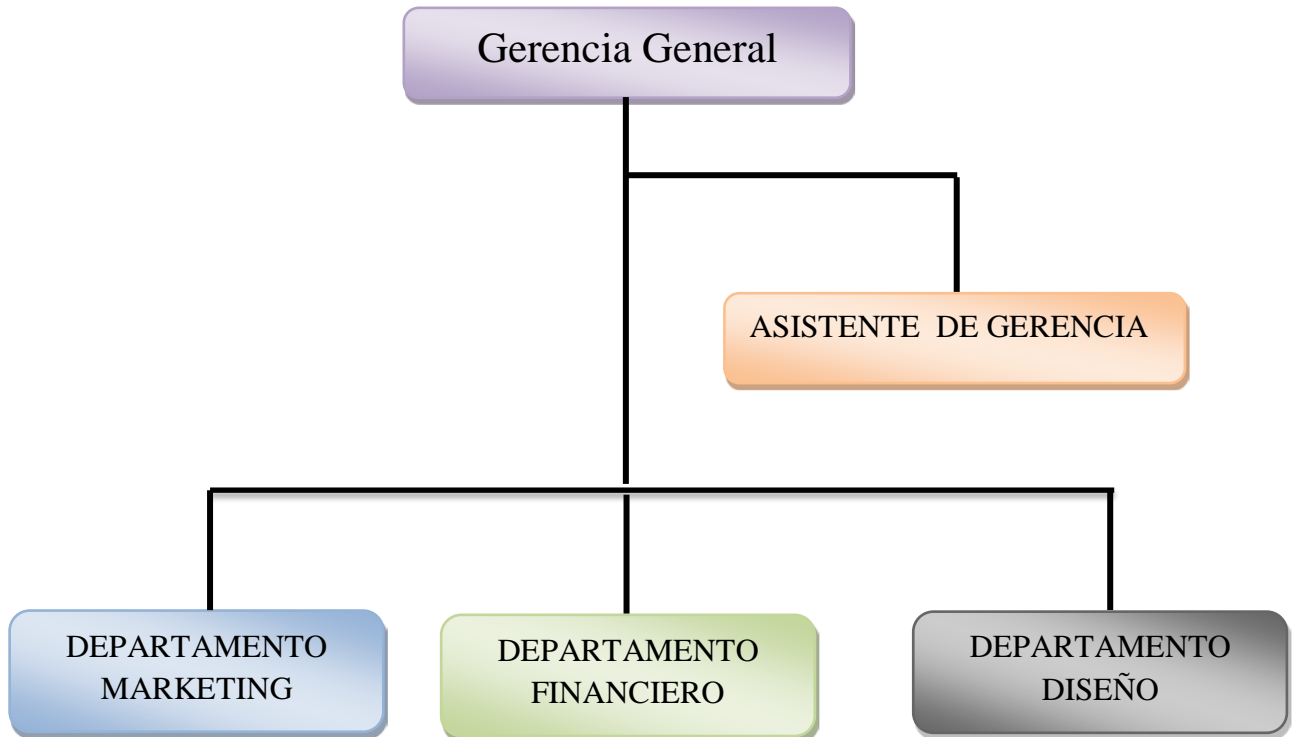 Gerencia General
ASISTENTE DE GERENCIA
DEPARTAMENTO
MARKETING
DEPARTAMENTO
FINANCIERO
DEPARTAMENTO
DISEÑO